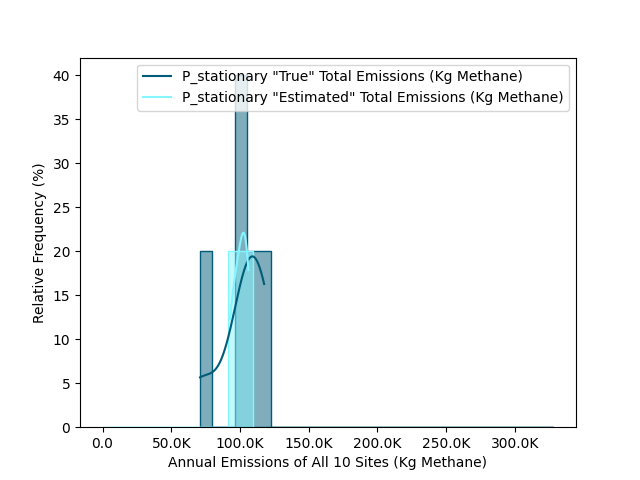 P_stationary "True" Total Emissions (Kg Methane)
P_stationary "Estimated" Total Emissions (Kg Methane)
40
35
30
25
20
15
10
5
0
Relative Frequency (%)
0.0 50.0K 100.0K 150.0K 200.0K 250.0K 300.0K
Annual Emissions of All 10 Sites (Kg Methane)